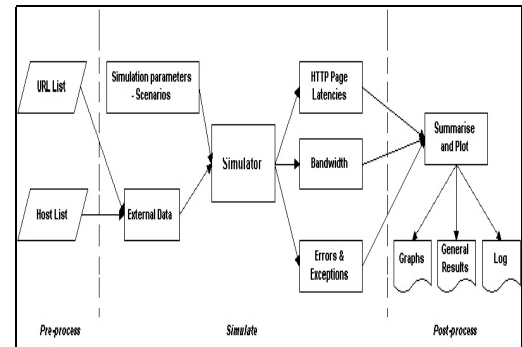 URL List
Simulation parameters
- Scenarios
HTTP Page
Latencies
Summarise
and Plot
Simulator
Bandwidth
Host List
External Data
Errors &
Exceptions
Graphs
General
Results
Log
Pre-process
Simulate
Post-process